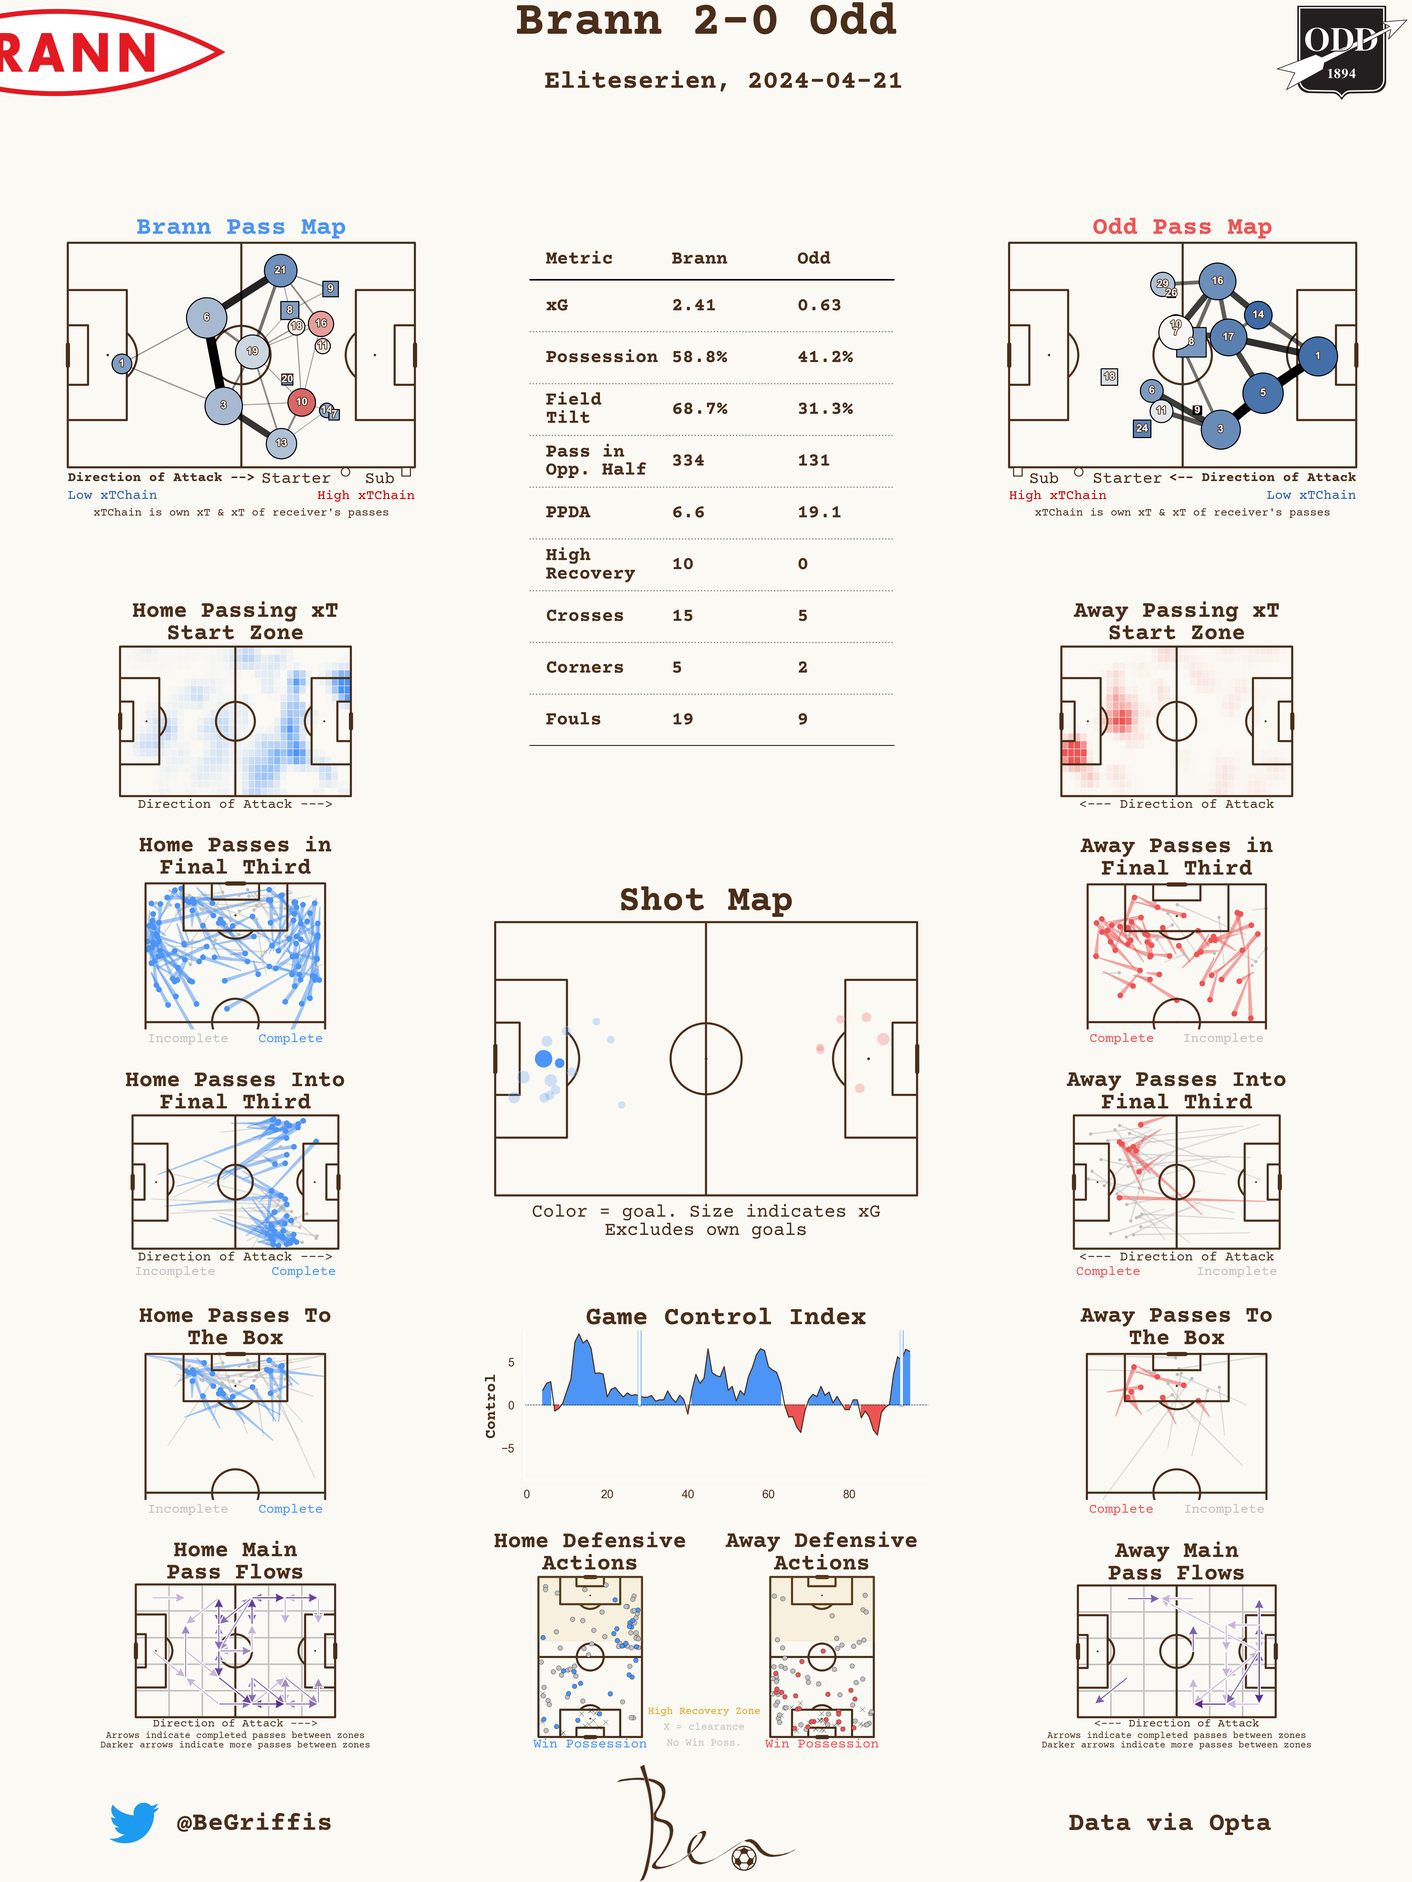 Brann 2-0 Odd
Eliteserien, 2024-04-21
RANN
ODD
1894
Brann Pass Map
21
9
8
6
18
16
11
19
1
20
3
10
14
7
13
Direction of Attack --> Starter Sub
Low xTChain High xTChain
xTChain is own xT & xT of receiver's passes
Metric Brann Odd
xG 2.41 0.63
Possession 58.8% 41.2%
Field
Tilt 68.7% 31.3%
Pass in
Opp. Half 334 131
PPDA 6.6 19.1
High
Recovery 10 0
Crosses 15 5
Corners 5 2
Fouls 19 9
Odd Pass Map
29
26
16
14
10
7
8
17
1
18
6
5
11
9
24
3
Sub Starter <-- Direction of Attack
High xTChain Low xTChain
xTChain is own xT & xT of receiver's passes
Home Passing xT
Start Zone
Direction of Attack --->
Away Passing xT
Start Zone
<--- Direction of Attack
Home Passes in
Final Third
Incomplete Complete
Away Passes in
Final Third
Complete Incomplete
Shot Map
Color = goal. Size indicates xG
Excludes own goals
Home Passes Into
Final Third
Direction of Attack --->
Incomplete Complete
Away Passes Into
Final Third
<--- Direction of Attack
Complete Incomplete
Home Passes To
The Box
Incomplete Complete
Game Control Index
Control
5
0
−5
0 20 40 60 80
Away Passes To
The Box
Complete Incomplete
Home Main
Pass Flows
Direction of Attack --->
Arrows indicate completed passes between zones
Darker arrows indicate more passes between zones
Home Defensive
Actions
Win Possession
High Recovery Zone
X = clearance
No Win Poss.
Away Defensive
Actions
Win Possession
Away Main
Pass Flows
<--- Direction of Attack
Arrows indicate completed passes between zones
Darker arrows indicate more passes between zones
@BeGriffis
Ben
Data via Opta